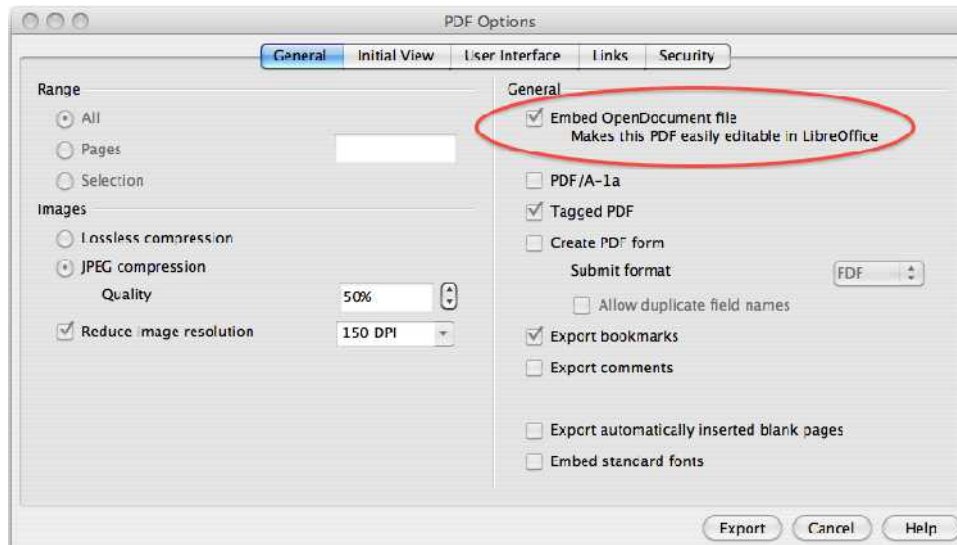 PDF Options
General Initial View User Interface Links Security
Range
All
Pages
Selection
Images
Lossless compression
JPEG compression
Quality 50%
Reduce image resolution 150 DPI
General
Embed OpenDocument file
Makes this PDF easily editable in LibreOffice
PDF/A-1a
Tagged PDF
Create PDF form
Submit format FDF
Allow duplicate field names
Export bookmarks
Export comments
Export automatically inserted blank pages
Embed standard fonts
Export Cancel Help